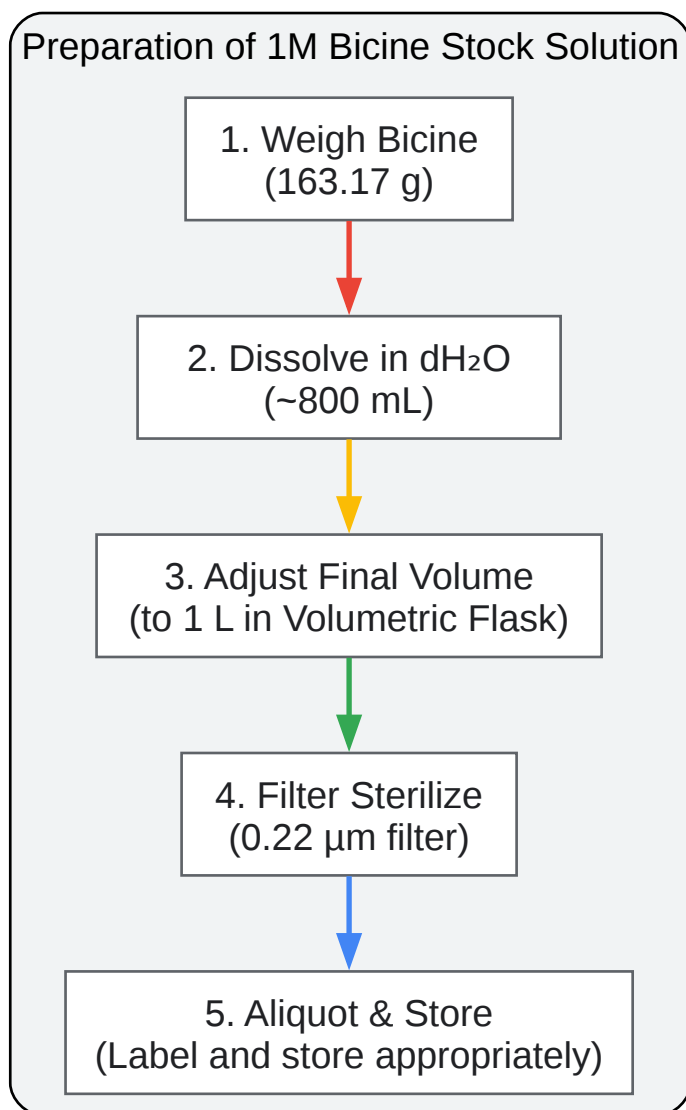 Preparation of 1M Bicine Stock Solution
1. Weigh Bicine
(163.17 g)
2. Dissolve in dH₂O
(~800 mL)
3. Adjust Final Volume
(to 1 L in Volumetric Flask)
4. Filter Sterilize
(0.22 µm filter)
5. Aliquot & Store
(Label and store appropriately)